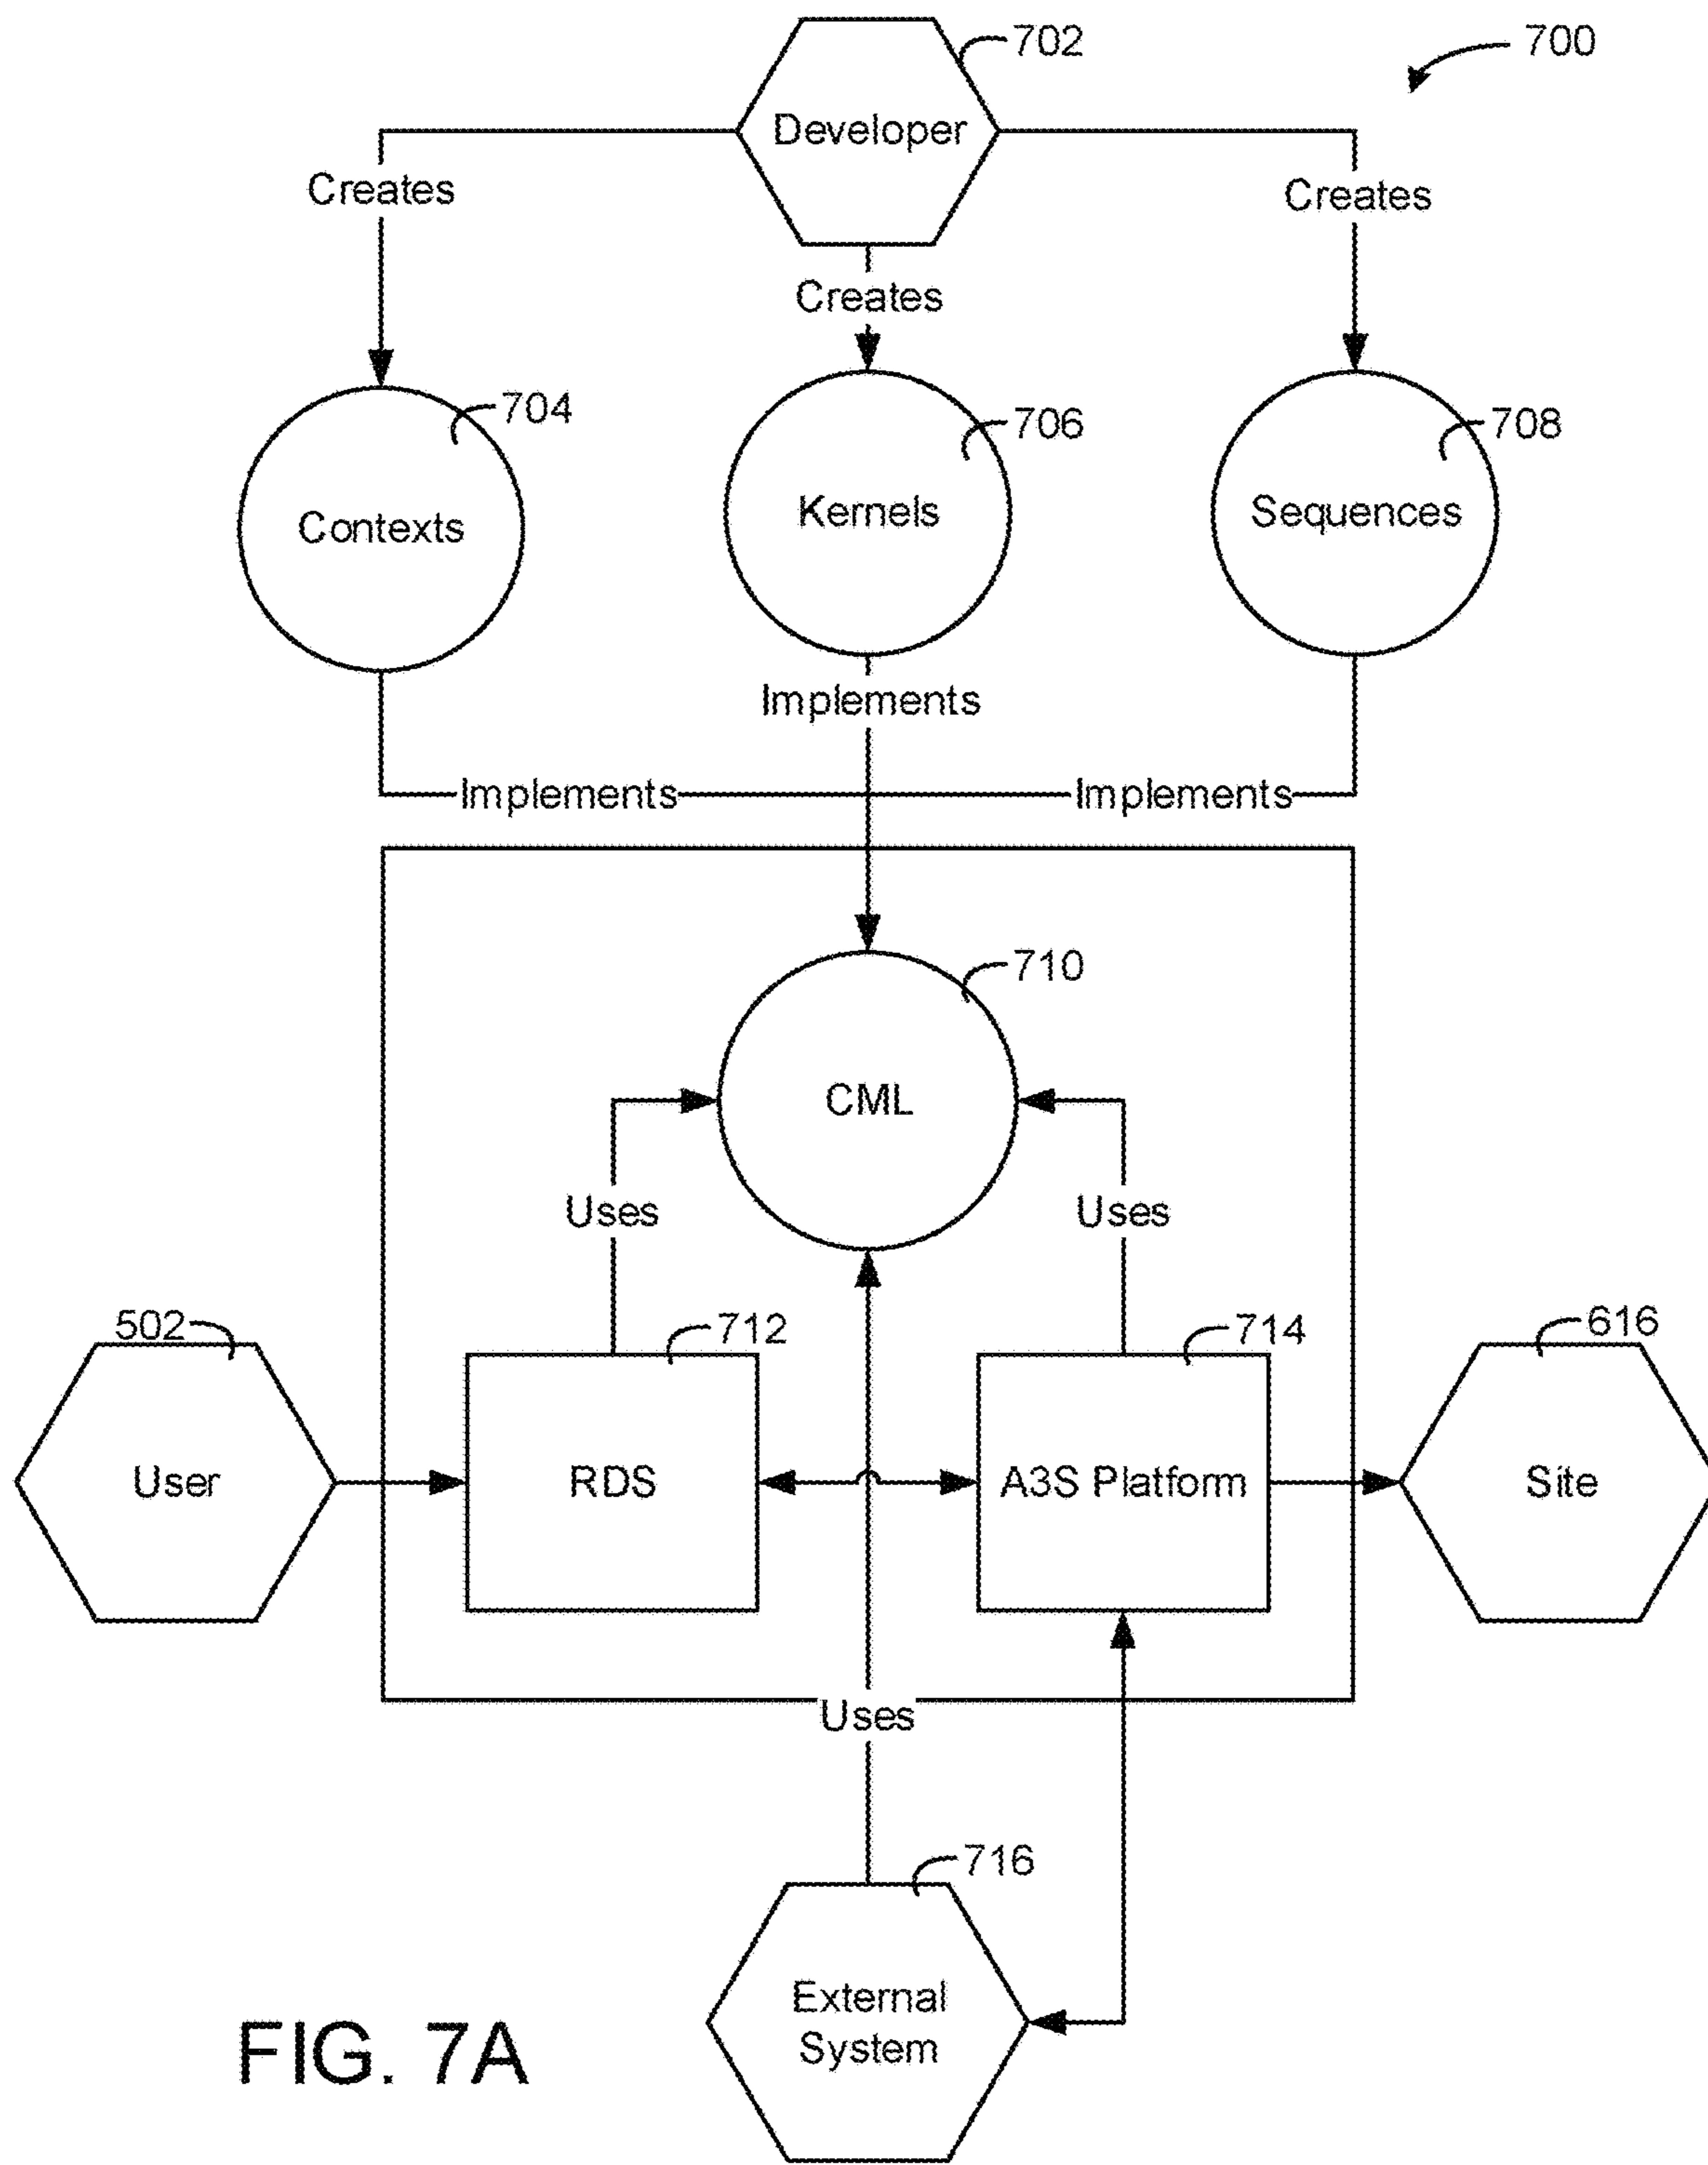 702
700
Developer
Creates
Creates
Creates
704
706
708
Contexts
Kernels
Sequences
Implements
Implements
Implements
710
CML
Uses
Uses
502
712
714
616
User
RDS
A3S Platform
Site
Uses
716
External
System
FIG. 7A